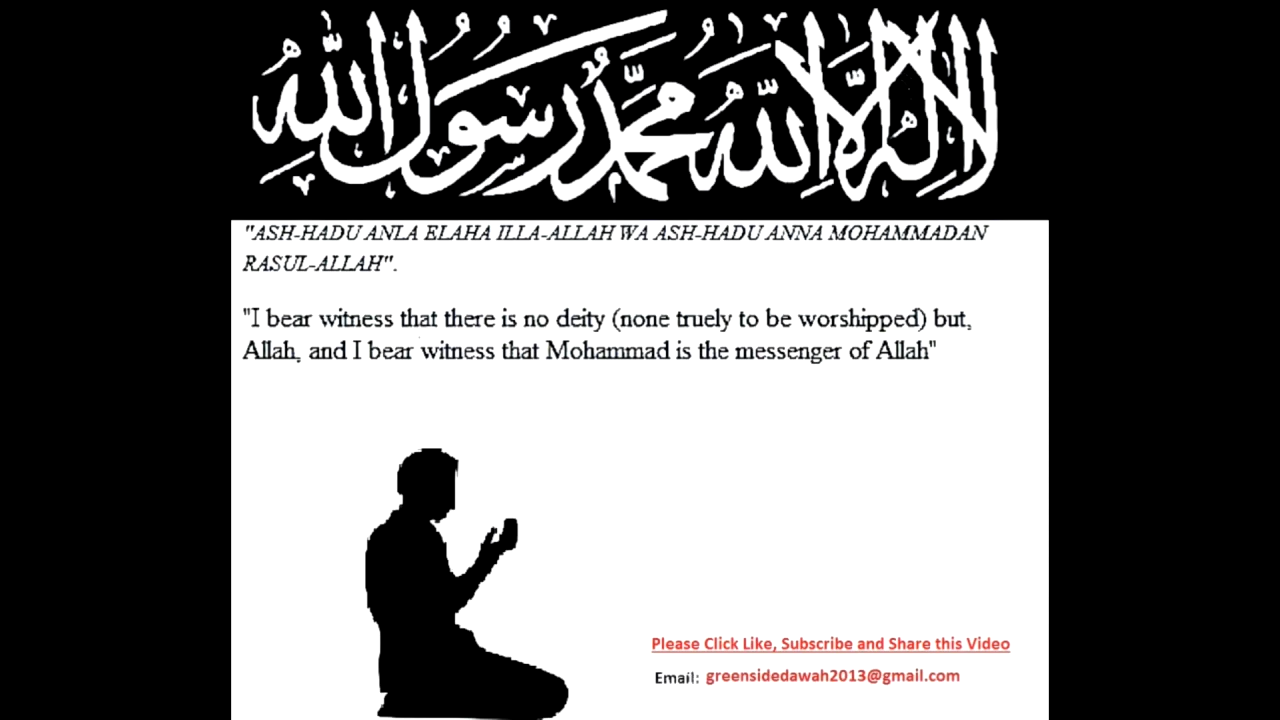 لا إله إلا الله محمد رسول الله
"ASH-HADU ANLA ELAHA ILLA-ALLAH WA ASH-HADU ANNA MOHAMMADAN
RASUL-ALLAH".
"I bear witness that there is no deity (none truely to be worshipped) but,
Allah, and I bear witness that Mohammad is the messenger of Allah"
Please Click Like, Subscribe and Share this Video
Email: greensidedawah2013@gmail.com